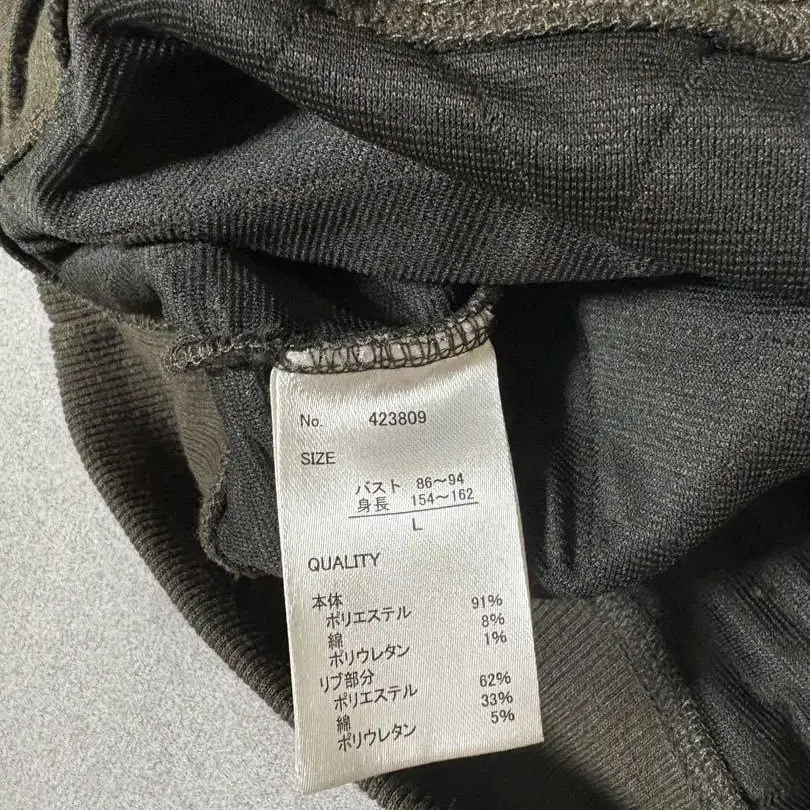 No. 423809
SIZE
バスト 86〜94
身長 154〜162
L
QUALITY
本体
ポリエステル 91%
綿 8%
ポリウレタン 1%
リブ部分
ポリエステル 62%
綿 33%
ポリウレタン 5%